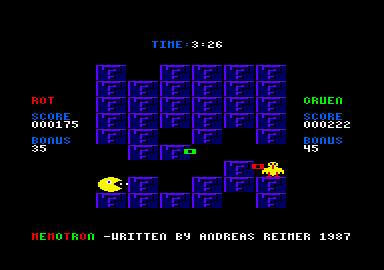 TIME:3:26
ROT
SCORE
000175
BONUS
35
GRUEN
SCORE
000222
BONUS
45
MEMOTRON -WRITTEN BY ANDREAS REIMER 1987